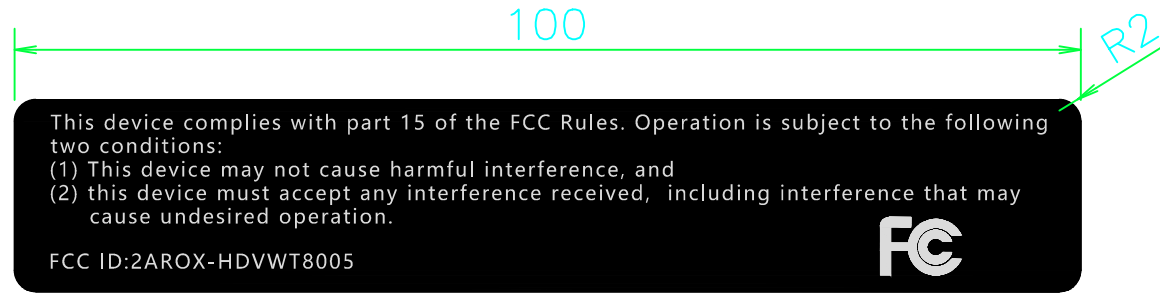 100
R2
This device complies with part 15 of the FCC Rules. Operation is subject to the following
two conditions:
(1) This device may not cause harmful interference, and
(2) this device must accept any interference received,  including interference that may
cause undesired operation.
FCC ID:2AROX-HDVWT8005
FC